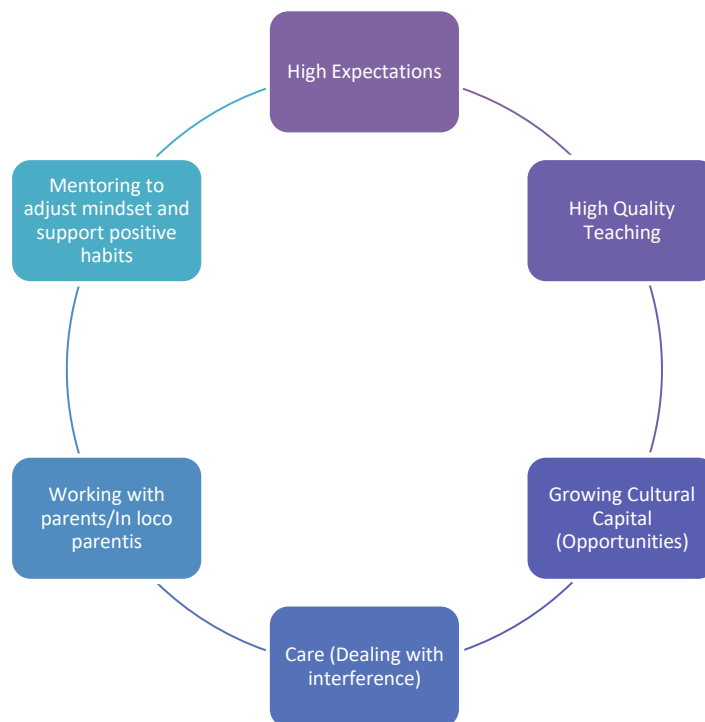 High Expectations
High Quality
Teaching
Growing Cultural
Capital
(Opportunities)
Care (Dealing with
interference)
Working with
parents/In loco
parentis
Mentoring to
adjust mindset and
support positive
habits